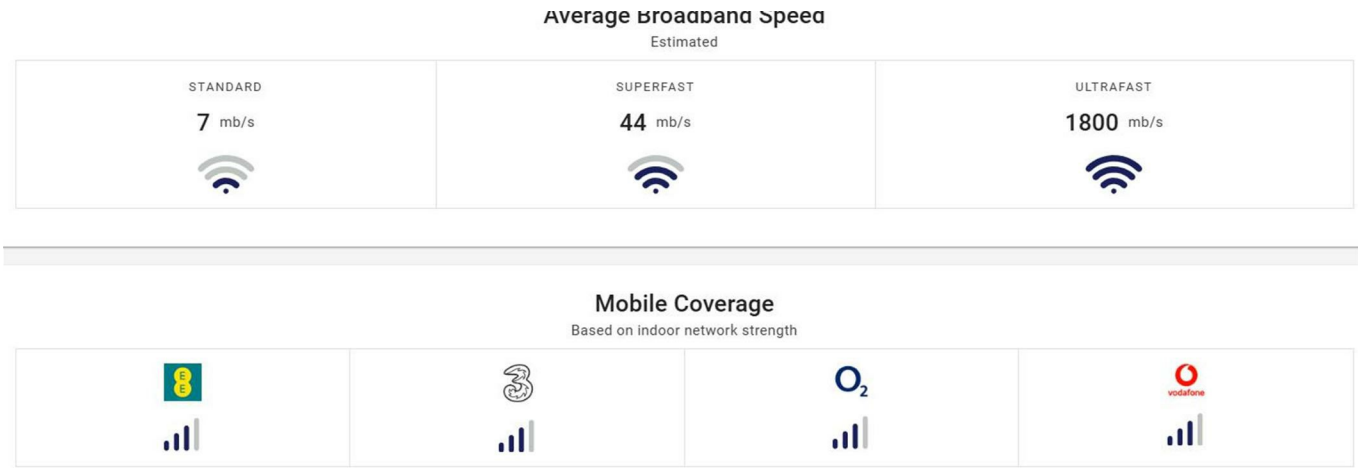 Average Broadband Speed
Estimated
STANDARD
SUPERFAST
ULTRAFAST
7 mb/s
44 mb/s
1800 mb/s
Mobile Coverage
Based on indoor network strength
E
E
3
O2
vodafone